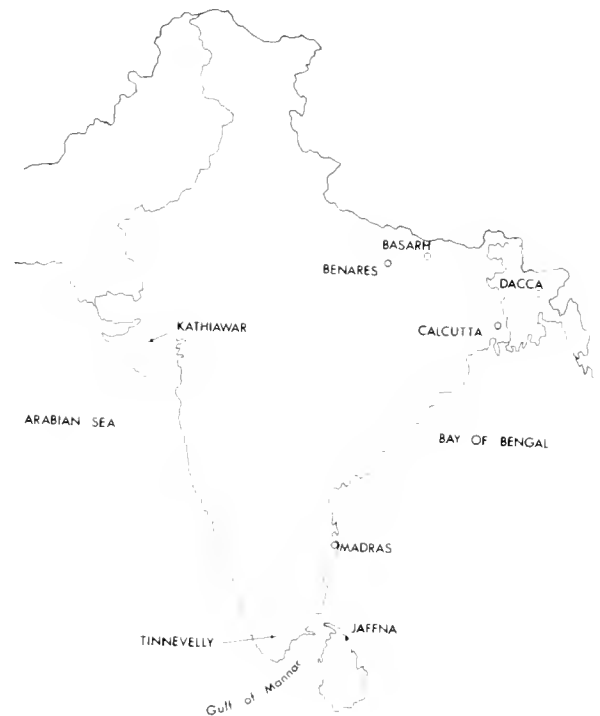 BASARH
BENARES
DACCA
KATHIAWAR
CALCUTTA
ARABIAN SEA
BAY OF BENGAL
MADRAS
JAFFNA
TINNEVELLY
Gulf of Mannar